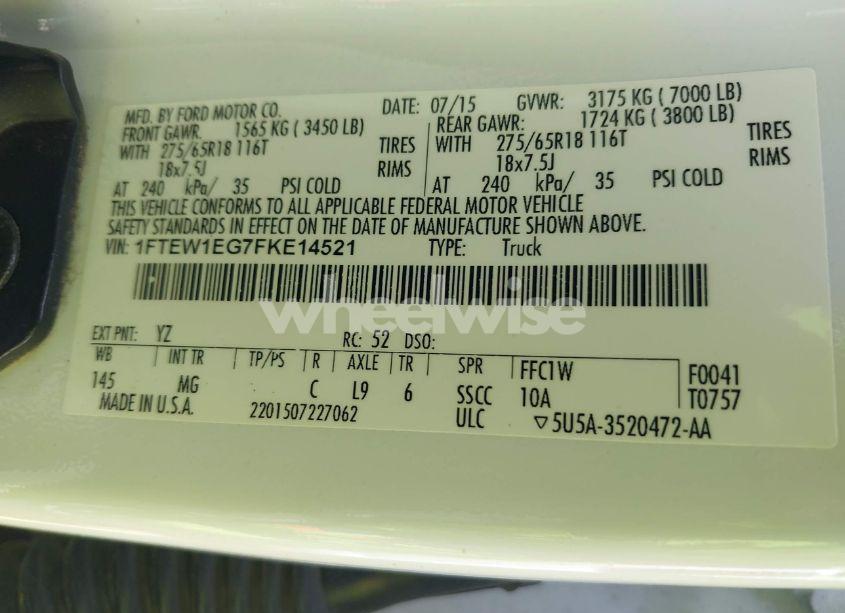 MFD. BY FORD MOTOR CO. DATE: 07/15 GVWR: 3175 KG ( 7000 LB)
FRONT GAWR: 1565 KG ( 3450 LB) REAR GAWR: 1724 KG ( 3800 LB)
WITH 275/65R18 116T TIRES WITH 275/65R18 116T TIRES
18x7.5J RIMS 18x7.5J RIMS
AT 240 kPa/ 35 PSI COLD AT 240 kPa/ 35 PSI COLD
THIS VEHICLE CONFORMS TO ALL APPLICABLE FEDERAL MOTOR VEHICLE
SAFETY STANDARDS IN EFFECT ON THE DATE OF MANUFACTURE SHOWN ABOVE.
VIN: 1FTEW1EG7FKE14521 TYPE: Truck
wheelwise
EXT PNT: YZ RC: 52 DSO:
WB INT TR TP/PS R AXLE TR SPR FFC1W F0041
145 MG C L9 6 SSCC 10A T0757
MADE IN U.S.A. 2201507227062 ULC ▽5U5A-3520472-AA